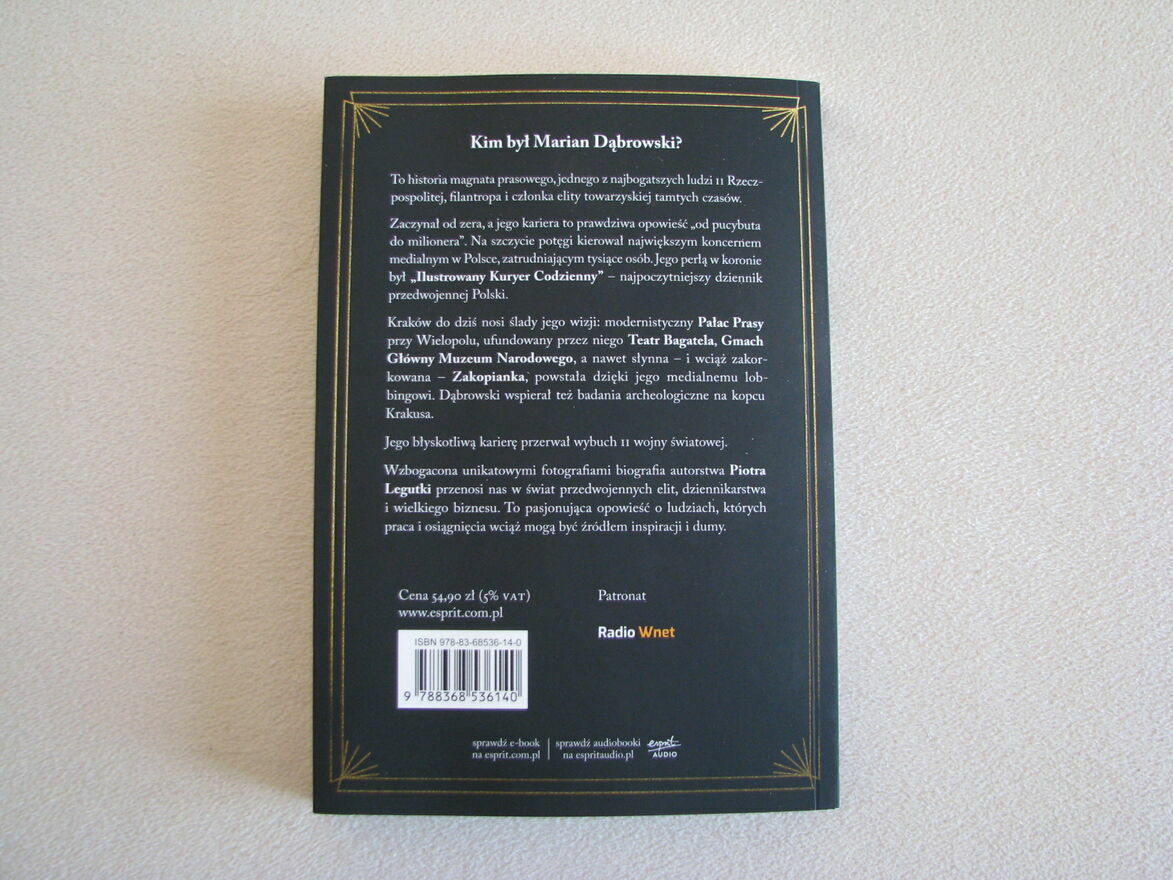 Kim był Marian Dąbrowski?
To historia magnata prasowego, jednego z najbogatszych ludzi II Rzecz-
pospolitej, filantropa i członka elity towarzyskiej tamtych czasów.
Zaczynał od zera, a jego kariera to prawdziwa opowieść „od pucybuta
do milionera”. Na szczycie potęgi kierował największym koncernem
medialnym w Polsce, zatrudniającym tysiące osób. Jego perłą w koronie
był „Ilustrowany Kuryer Codzienny” – najpoczytniejszy dziennik
przedwojennej Polski.
Kraków do dziś nosi ślady jego wizji: modernistyczny Pałac Prasy
przy Wielopolu, ufundowany przez niego Teatr Bagatela, Gmach
Główny Muzeum Narodowego, a nawet słynna – i wciąż zakor-
kowana – Zakopianka, powstała dzięki jego medialnemu lob-
bingowi. Dąbrowski wspierał też badania archeologiczne na kopcu
Krakusa.
Jego błyskotliwą karierę przerwał wybuch II wojny światowej.
Wzbogacona unikatowymi fotografiami biografia autorstwa Piotra
Legutki przenosi nas w świat przedwojennych elit, dziennikarstwa
i wielkiego biznesu. To pasjonująca opowieść o ludziach, których
praca i osiągnięcia wciąż mogą być źródłem inspiracji i dumy.
Cena 54,90 zł (5% VAT)
www.esprit.com.pl
Patronat
Radio Wnet
ISBN 978-83-68536-14-0
9 788368 536140
sprawdź e-book
na esprit.com.pl
sprawdź audiobooki
na espritaudio.pl
esprit
AUDIO